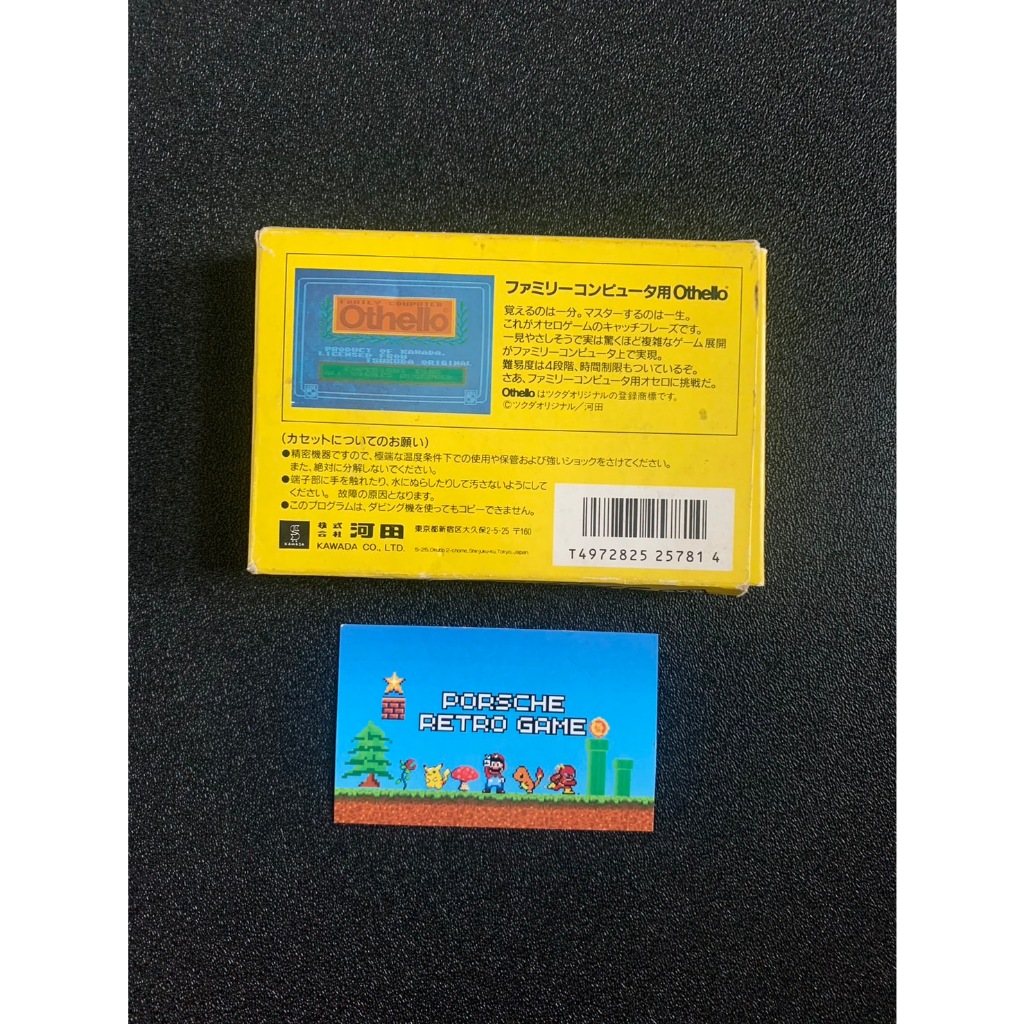 FAMILY COMPUTER
Othello
PRODUCT OF KAWADA.
LICENSED FROM
TSUKUDA ORIGINAL
ファミリーコンピュータ用Othello®
覚えるのは一分。マスターするのは一生。
これがオセロゲームのキャッチフレーズです。
一見やさしそうで実は驚くほど複雑なゲーム展開
がファミリーコンピュータ上で実現。
難易度は4段階、時間制限もついているぞ。
さあ、ファミリーコンピュータ用オセロに挑戦だ。
Othelloはツクダオリジナルの登録商標です。
©ツクダオリジナル/河田
(カセットについてのお願い)
●精密機器ですので、極端な温度条件下での使用や保管および強いショックをさけてください。
また、絶対に分解しないでください。
●端子部に手を触れたり、水にぬらしたりして汚さないようにして
ください。故障の原因となります。
●このプログラムは、ダビング機を使ってもコピーできません。
KAWADA
株式会社 河田 東京都新宿区大久保2-5-25 〒160
KAWADA CO., LTD. 5-25, Okubo 2-chome, Shinjuku-ku, Tokyo, Japan
T4972825 25781 4
PORSCHE
RETRO GAME